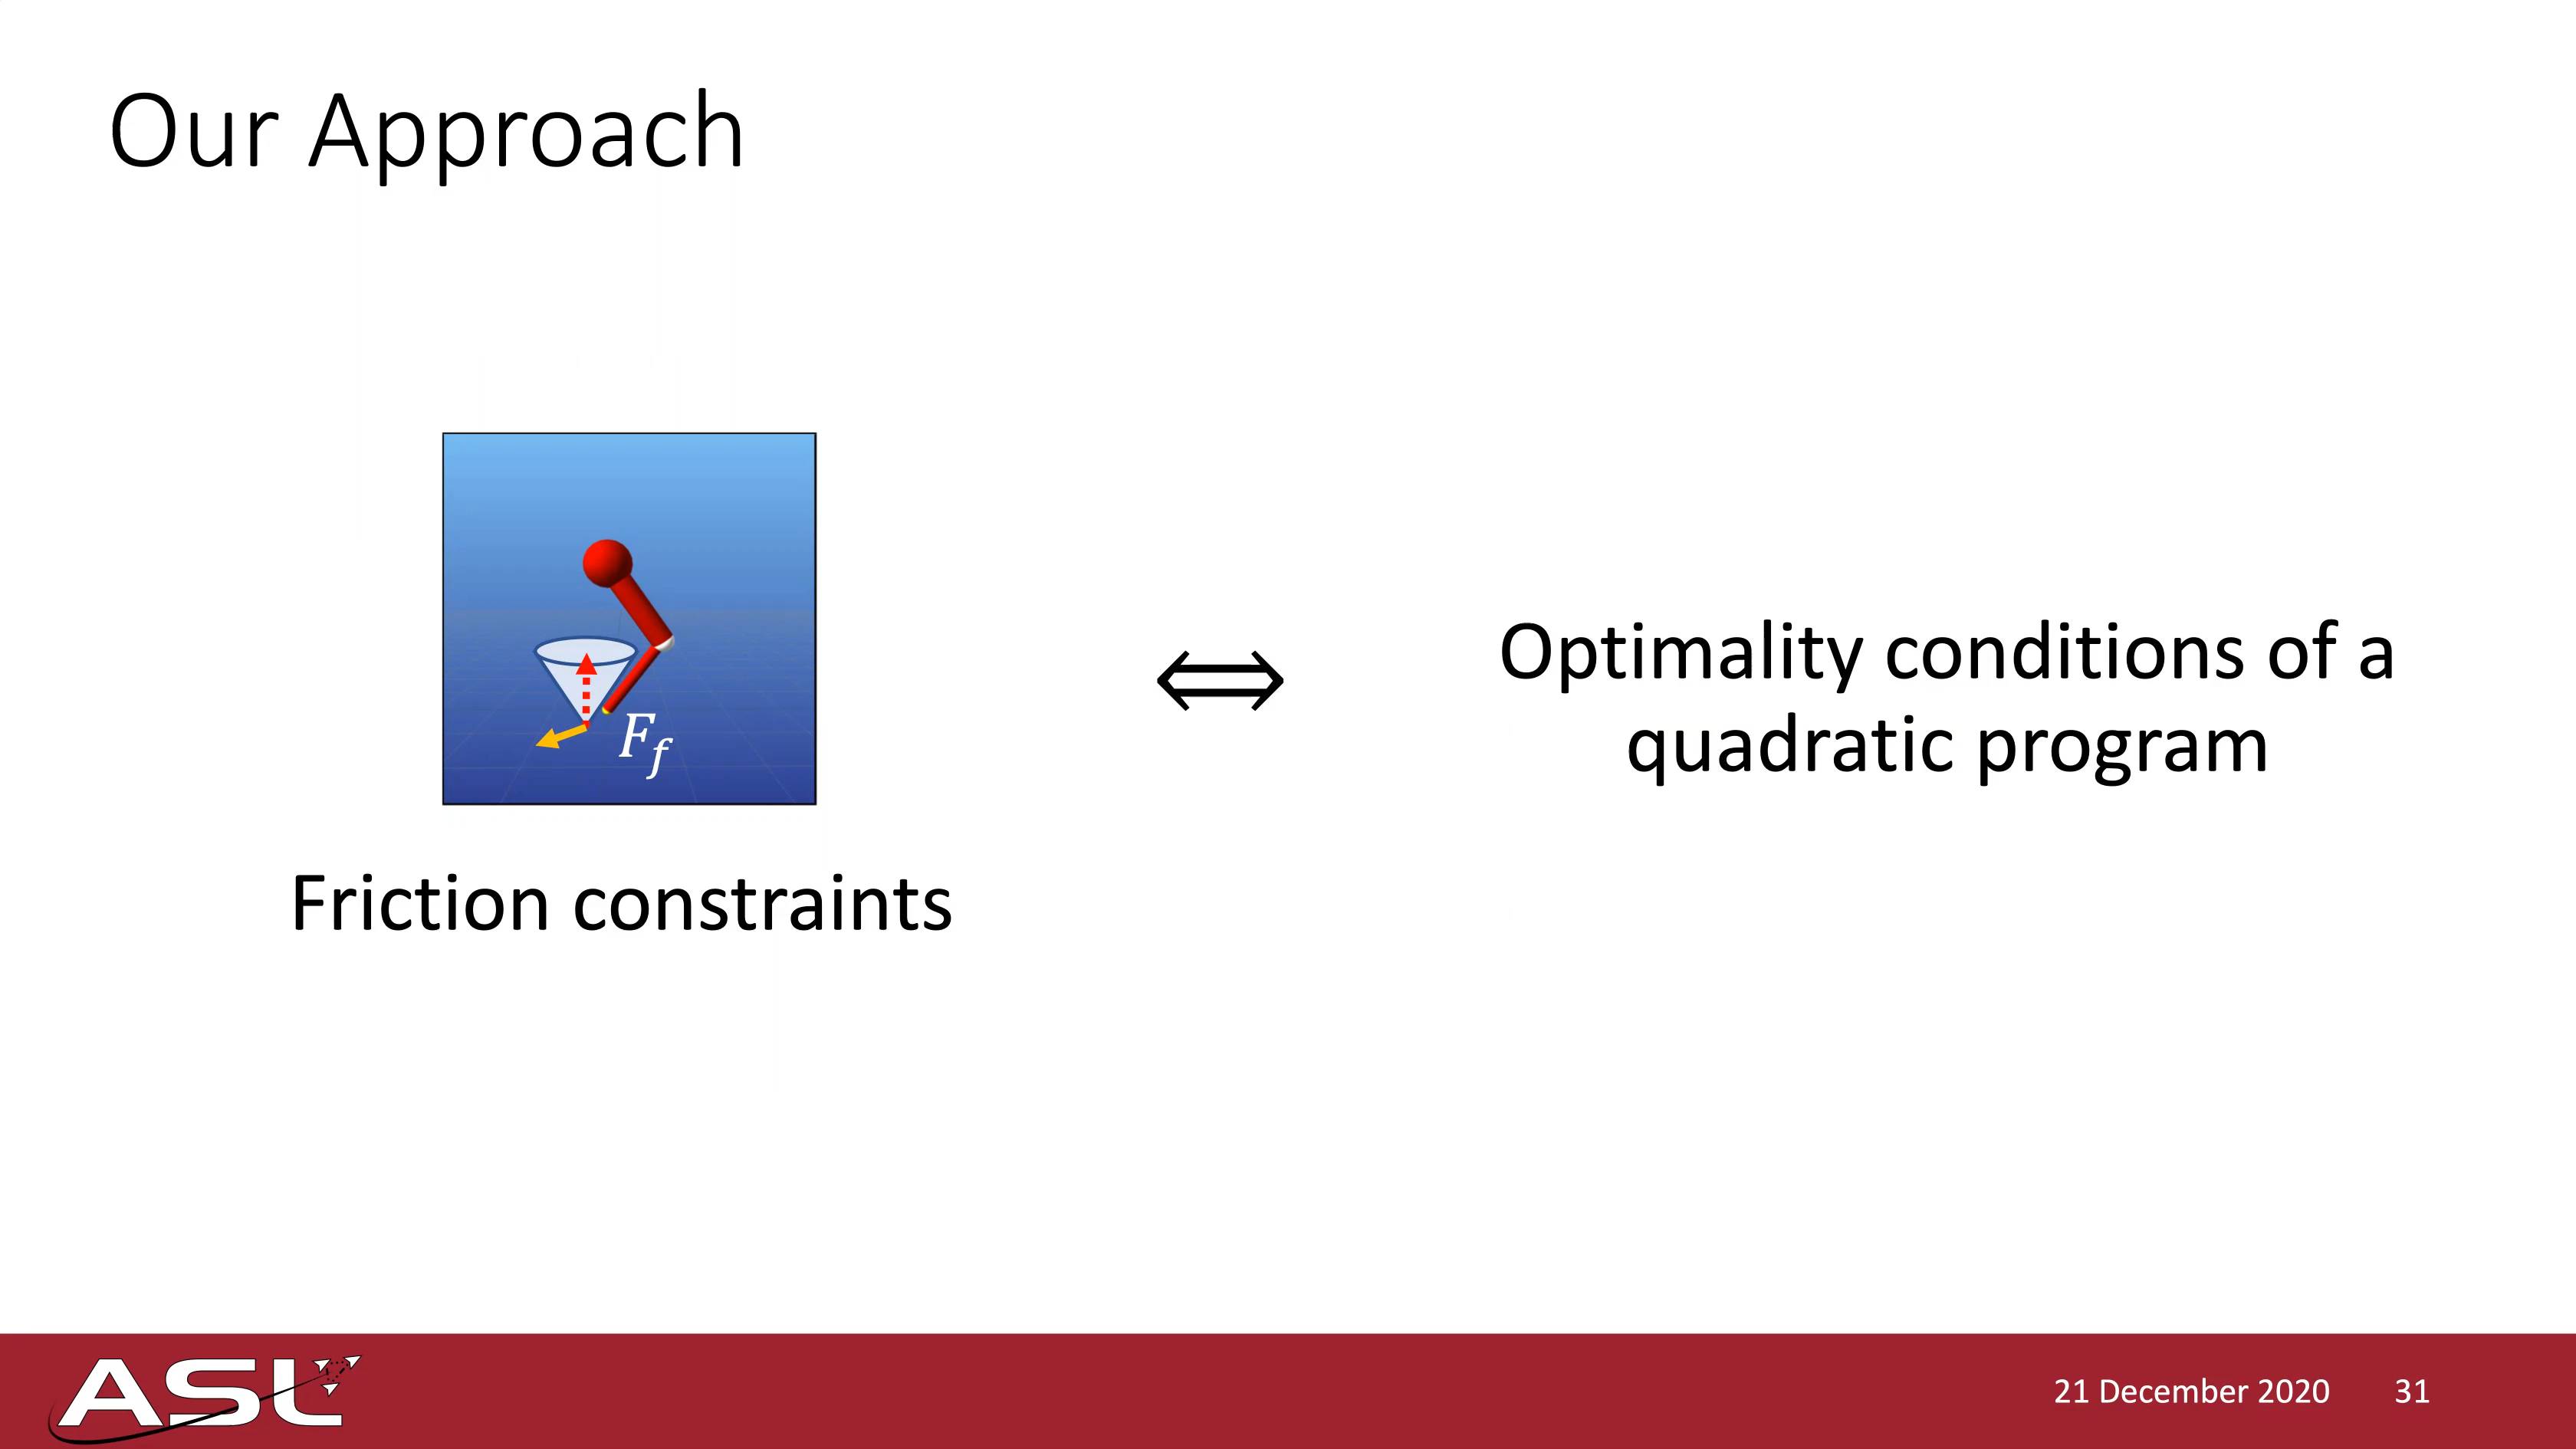 Our Approach
F_f
Friction constraints
⟺
Optimality conditions of a
quadratic program
ASL
21 December 2020 31